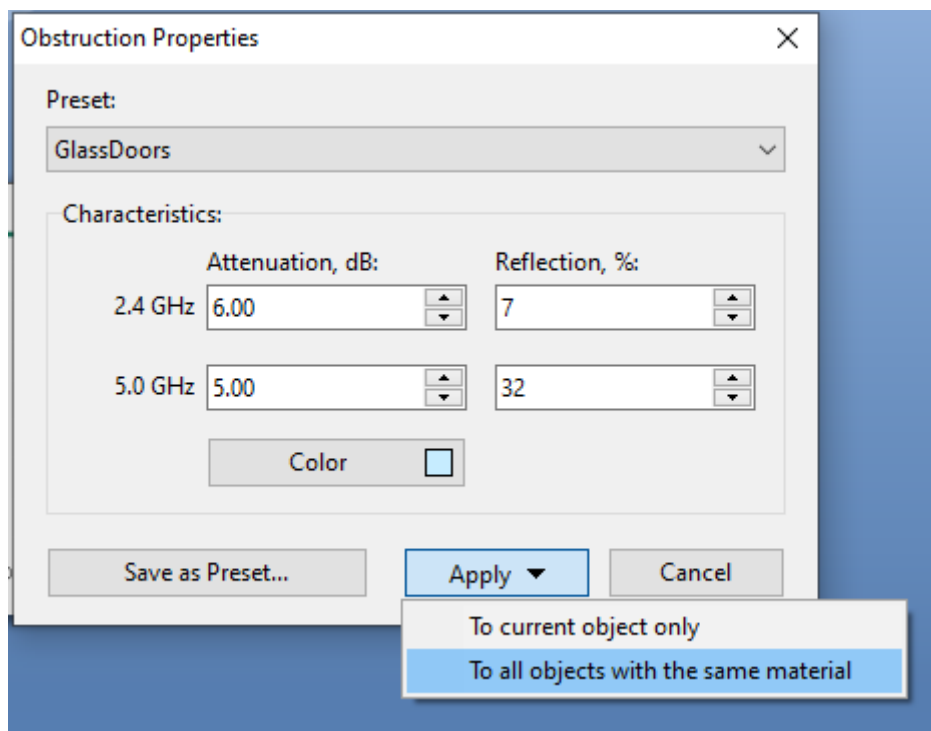 Obstruction Properties
Preset:
GlassDoors
Characteristics:
Attenuation, dB: Reflection, %:
2.4 GHz 6.00 7
5.0 GHz 5.00 32
Color
Save as Preset... Apply Cancel
To current object only
To all objects with the same material